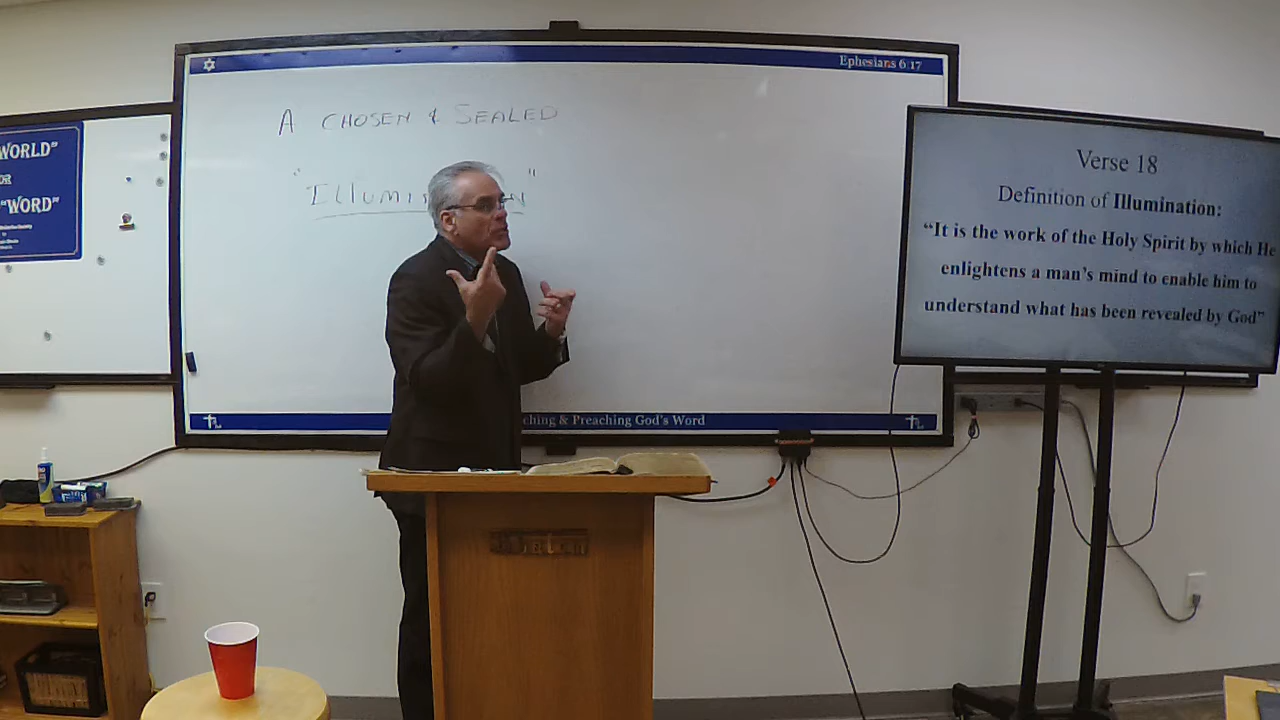 Ephesians 6:17
A CHOSEN & SEALED
WORLD"
"WORD"
Verse 18
Definition of Illumination:
"It is the work of the Holy Spirit by which He
enlightens a man's mind to enable him to
understand what has been revealed by God"
& Preaching God's Word